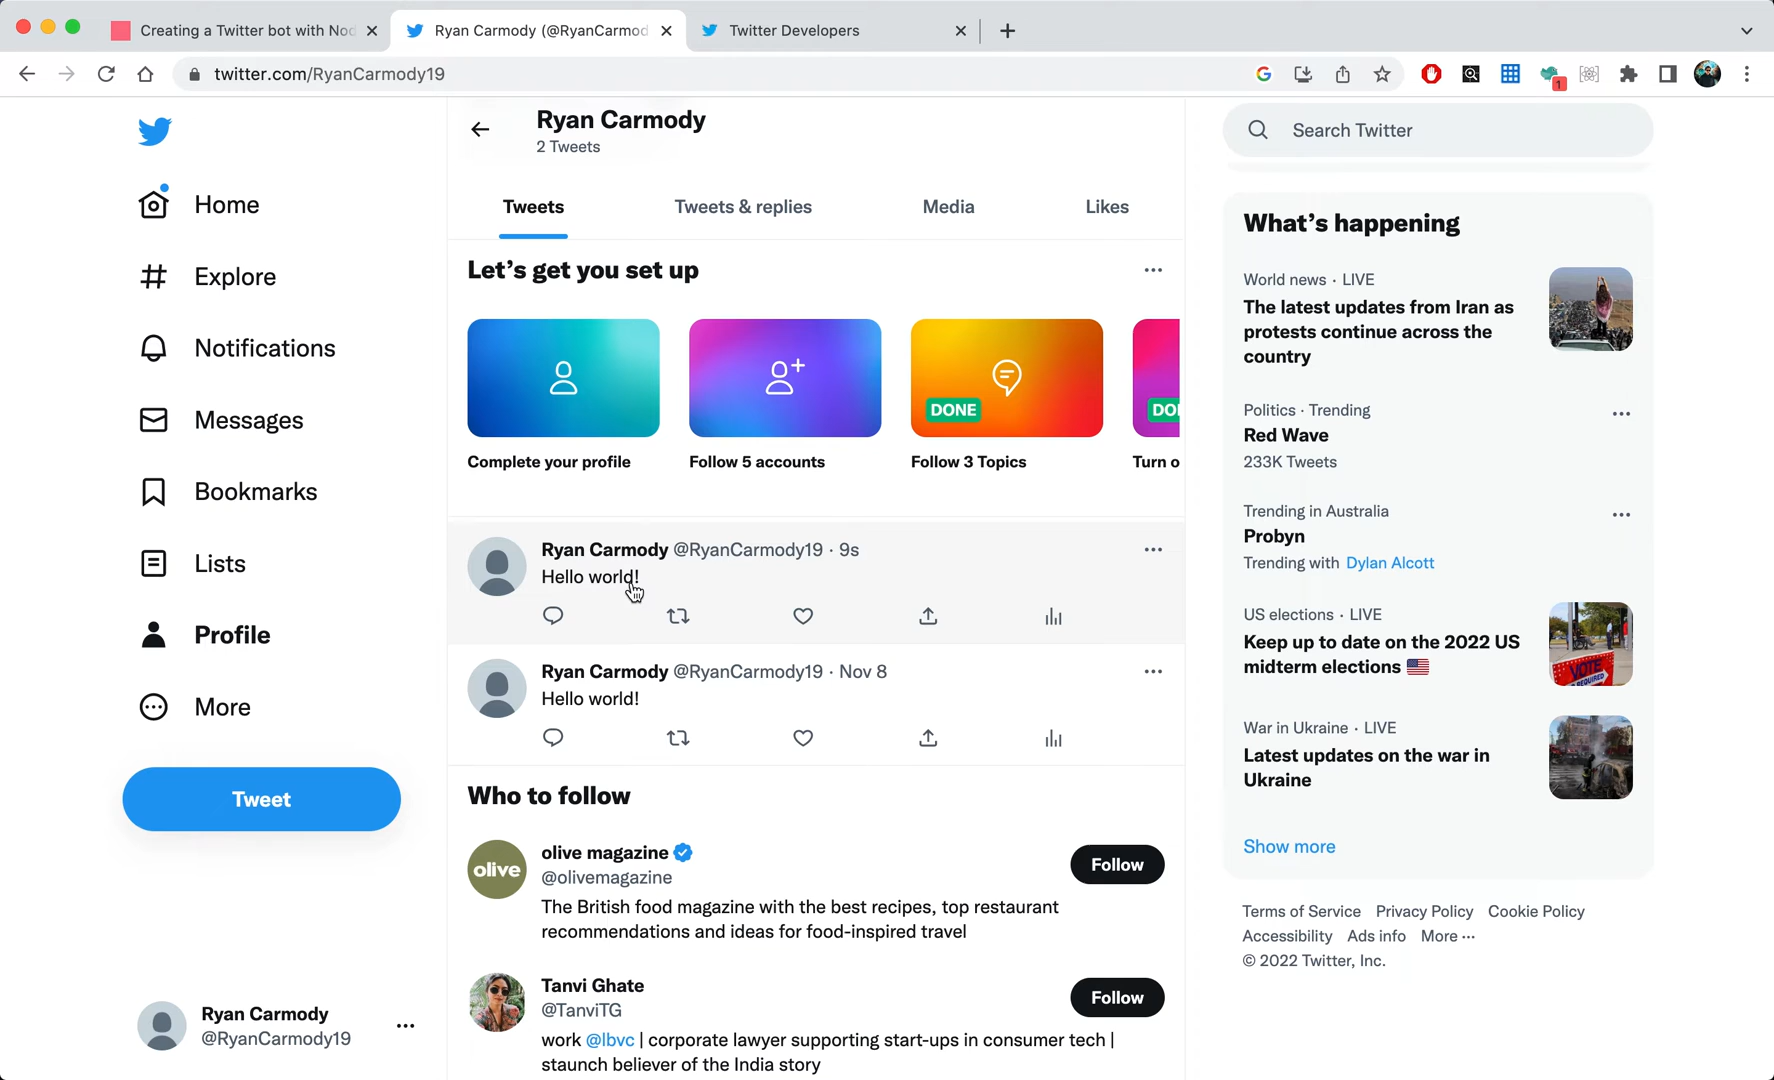 Creating a Twitter bot with Nod
Ryan Carmody (@RyanCarmod
Twitter Developers
twitter.com/RyanCarmody19
1
Home
Explore
Notifications
Messages
Bookmarks
Lists
Profile
More
Tweet
Ryan Carmody
@RyanCarmody19
Ryan Carmody
2 Tweets
Tweets
Tweets & replies
Media
Likes
Let's get you set up
DONE
DO
Complete your profile
Follow 5 accounts
Follow 3 Topics
Turn o
Ryan Carmody @RyanCarmody19 · 9s
Hello world!
Ryan Carmody @RyanCarmody19 · Nov 8
Hello world!
Who to follow
olive
olive magazine
@olivemagazine
Follow
The British food magazine with the best recipes, top restaurant
recommendations and ideas for food-inspired travel
Tanvi Ghate
@TanviTG
Follow
work @lbvc | corporate lawyer supporting start-ups in consumer tech |
staunch believer of the India story
Search Twitter
What's happening
World news · LIVE
The latest updates from Iran as
protests continue across the
country
Politics · Trending
Red Wave
233K Tweets
Trending in Australia
Probyn
Trending with Dylan Alcott
US elections · LIVE
Keep up to date on the 2022 US
midterm elections 🇺🇸
VOTE
War in Ukraine · LIVE
Latest updates on the war in
Ukraine
Show more
Terms of Service Privacy Policy Cookie Policy
Accessibility Ads info More ···
© 2022 Twitter, Inc.